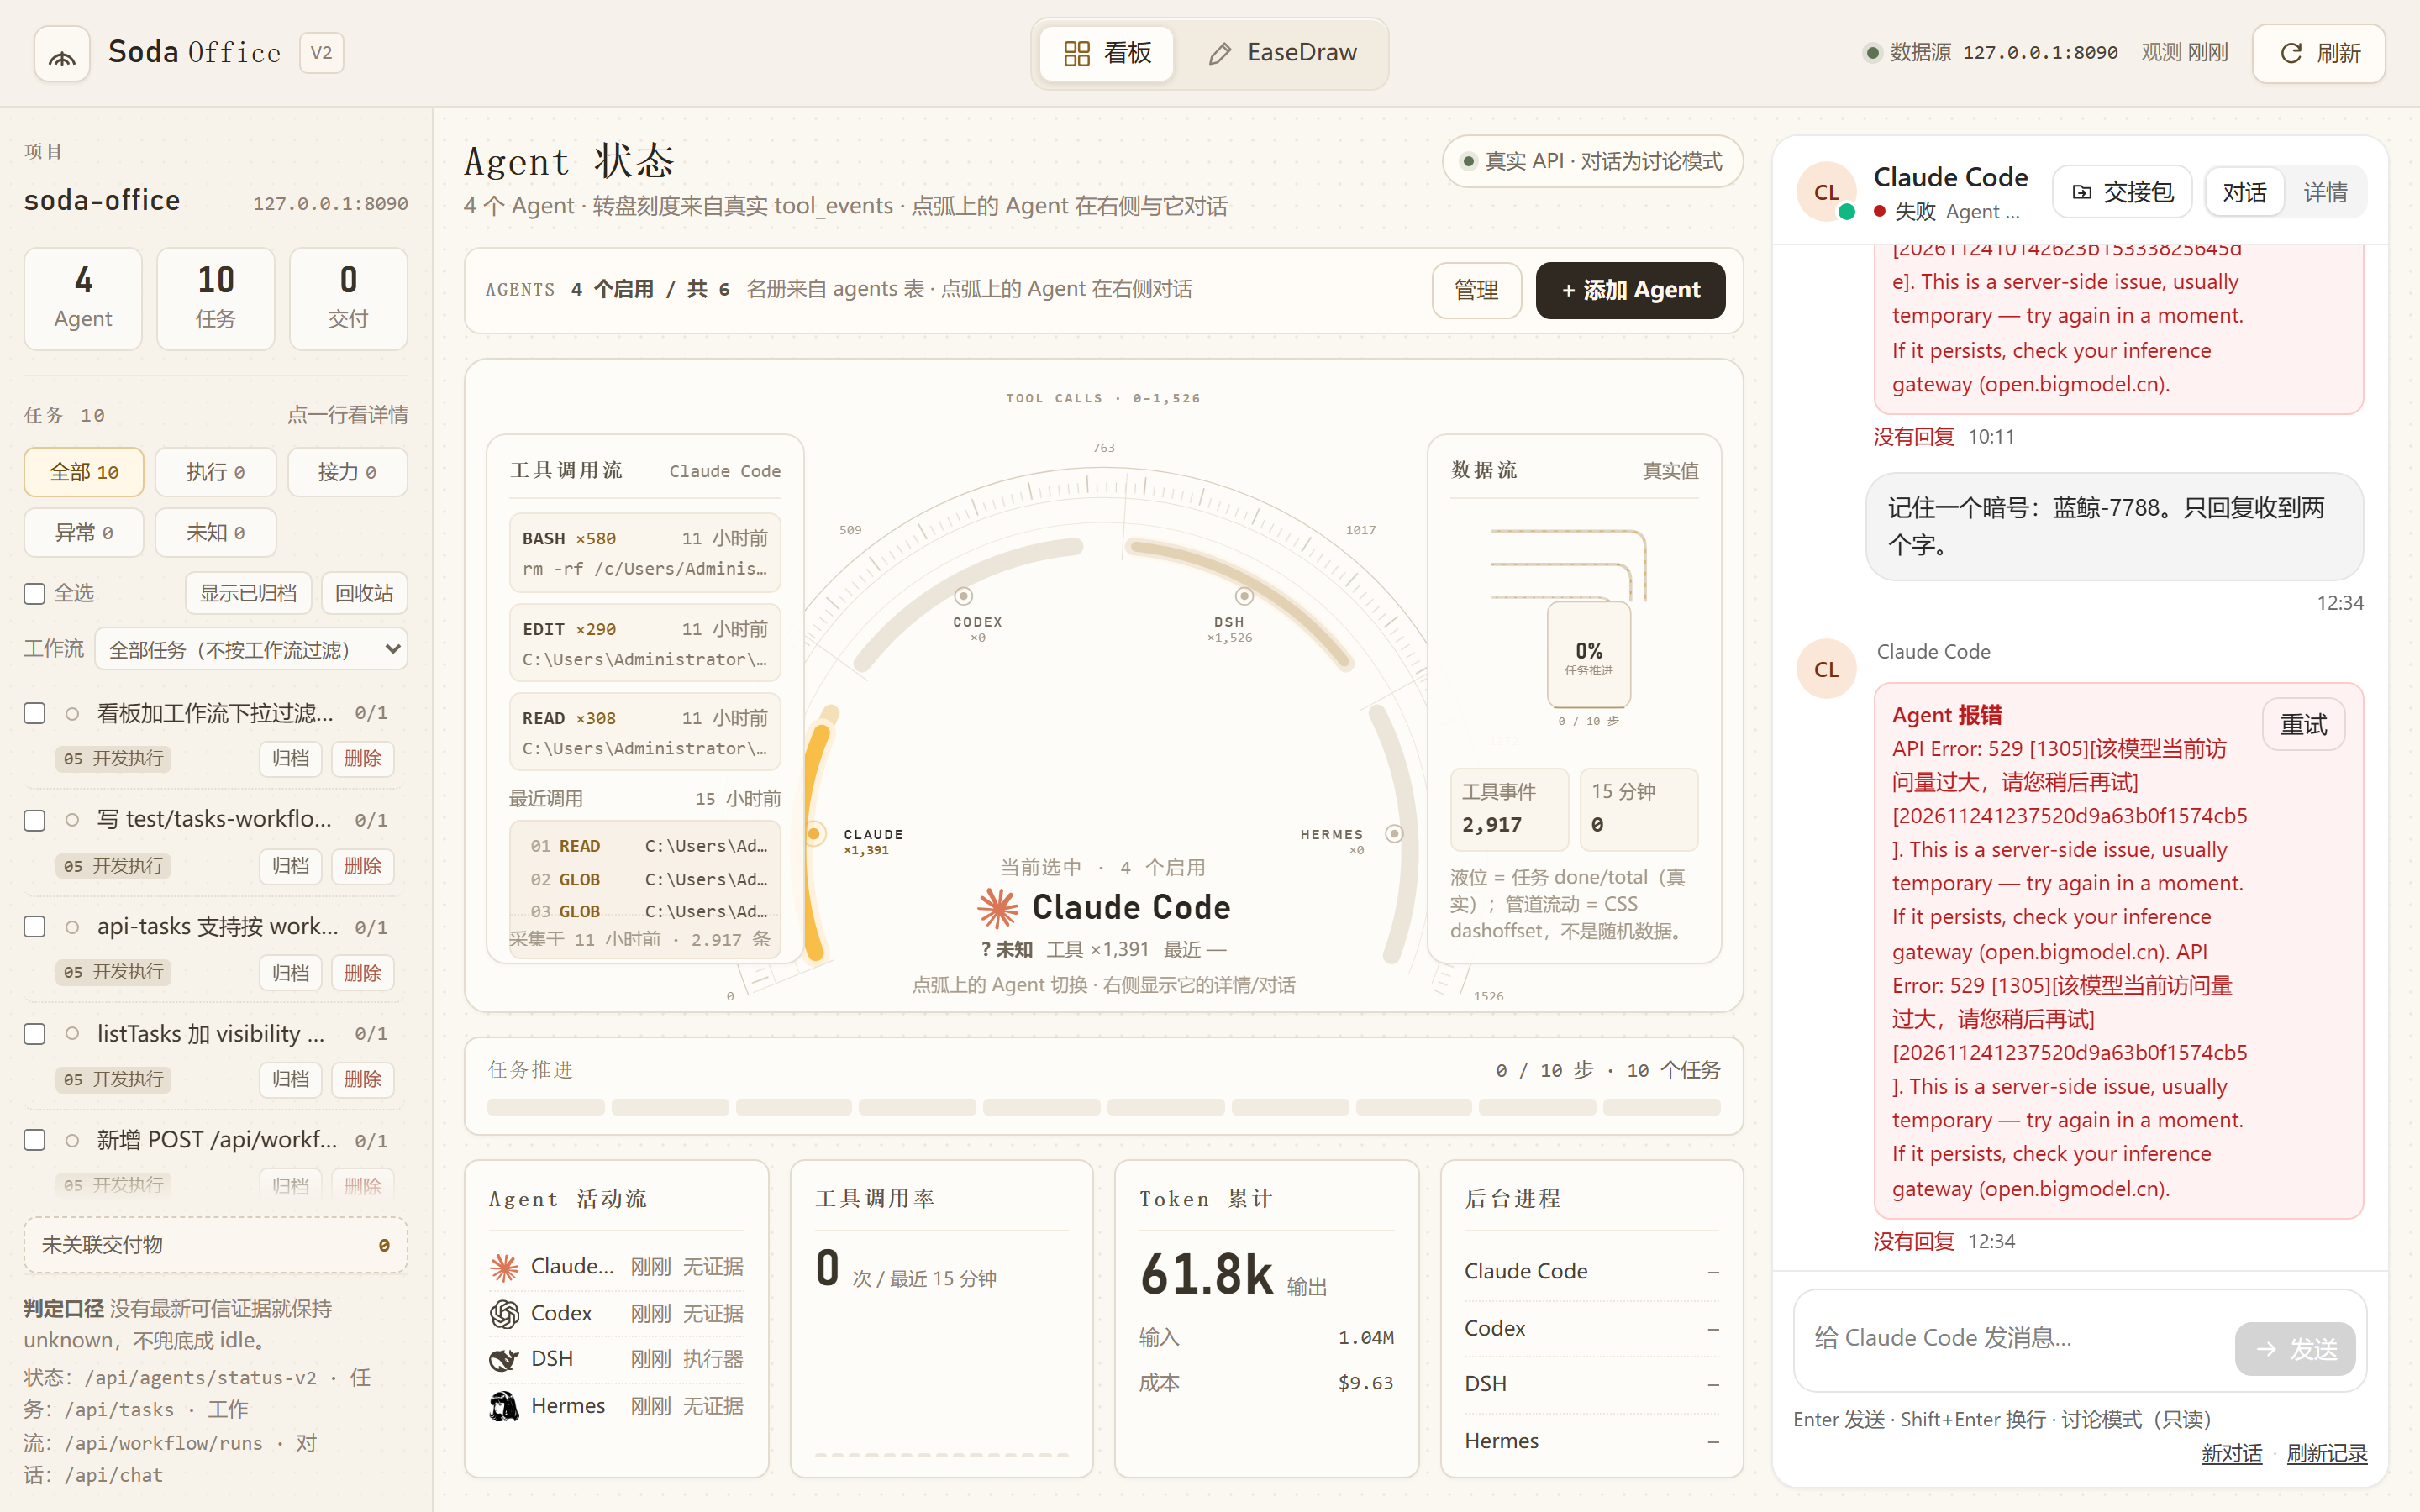 Soda Office V2
看板
EaseDraw
数据源 127.0.0.1:8090 观测 刚刚
刷新
项目
soda-office 127.0.0.1:8090
4 Agent
10 任务
0 交付
任务 10 点一行看详情
全部 10 执行 0 接力 0
异常 0 未知 0
全选 显示已归档 回收站
工作流 全部任务（不按工作流过滤）
看板加工作流下拉过滤... 0/1
05 开发执行 归档 删除
写 test/tasks-workflo... 0/1
05 开发执行 归档 删除
api-tasks 支持按 work... 0/1
05 开发执行 归档 删除
listTasks 加 visibility ... 0/1
05 开发执行 归档 删除
新增 POST /api/workf... 0/1
05 开发执行 归档 删除
未关联交付物 0
判定口径 没有最新可信证据就保持
unknown，不兜底成 idle。
状态：/api/agents/status-v2 · 任
务：/api/tasks · 工作
流：/api/workflow/runs · 对
话：/api/chat
Agent 状态
4 个 Agent · 转盘刻度来自真实 tool_events · 点弧上的 Agent 在右侧与它对话
真实 API · 对话为讨论模式
AGENTS 4 个启用 / 共 6 名册来自 agents 表 · 点弧上的 Agent 在右侧对话
管理
+ 添加 Agent
TOOL CALLS · 0–1,526
工具调用流 Claude Code
BASH ×580 11 小时前
rm -rf /c/Users/Adminis…
EDIT ×290 11 小时前
C:\Users\Administrator\…
READ ×308 11 小时前
C:\Users\Administrator\…
最近调用 15 小时前
01 READ C:\Users\Ad…
02 GLOB C:\Users\Ad…
03 GLOB C:\Users\Ad…
采集于 11 小时前 · 2,917 条
0
509
763
1017
1526
CODEX
×0
DSH
×1,526
CLAUDE
×1,391
HERMES
×0
当前选中 · 4 个启用
Claude Code
? 未知 工具 ×1,391 最近 —
点弧上的 Agent 切换 · 右侧显示它的详情/对话
数据流 真实值
0%
任务推进
0 / 10 步
工具事件
2,917
15 分钟
0
液位 = 任务 done/total（真
实）；管道流动 = CSS
dashoffset，不是随机数据。
任务推进 0 / 10 步 · 10 个任务
Agent 活动流
Claude... 刚刚 无证据
Codex 刚刚 无证据
DSH 刚刚 执行器
Hermes 刚刚 无证据
工具调用率
0 次 / 最近 15 分钟
Token 累计
61.8k 输出
输入 1.04M
成本 $9.63
后台进程
Claude Code —
Codex —
DSH —
Hermes —
CL
Claude Code
失败 Agent ...
交接包
对话
详情
[2026112410142623b15333825645d
e]. This is a server-side issue, usually
temporary — try again in a moment.
If it persists, check your inference
gateway (open.bigmodel.cn).
没有回复 10:11
记住一个暗号：蓝鲸-7788。只回复收到两
个字。
12:34
CL
Claude Code
Agent 报错
重试
API Error: 529 [1305][该模型当前访
问量过大，请您稍后再试]
[202611241237520d9a63b0f1574cb5
]. This is a server-side issue, usually
temporary — try again in a moment.
If it persists, check your inference
gateway (open.bigmodel.cn). API
Error: 529 [1305][该模型当前访问量
过大，请您稍后再试]
[202611241237520d9a63b0f1574cb5
]. This is a server-side issue, usually
temporary — try again in a moment.
If it persists, check your inference
gateway (open.bigmodel.cn).
没有回复 12:34
给 Claude Code 发消息...
发送
Enter 发送 · Shift+Enter 换行 · 讨论模式（只读）
新对话 · 刷新记录